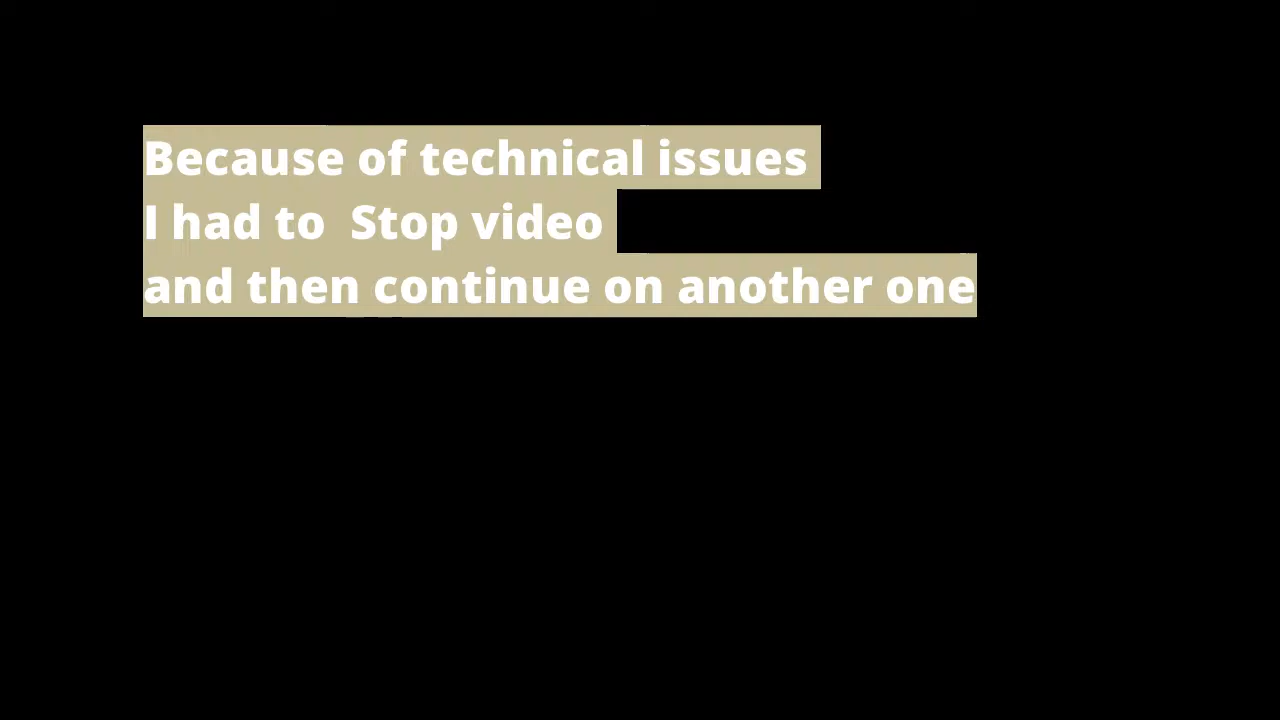 Because of technical issues
I had to  Stop video
and then continue on another one